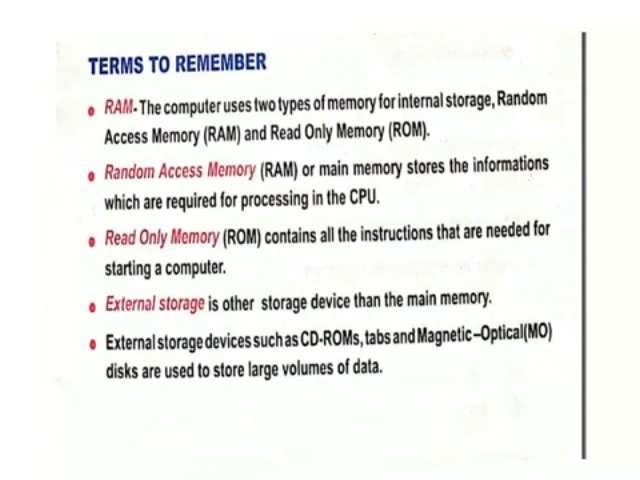 TERMS TO REMEMBER
• RAM- The computer uses two types of memory for internal storage, Random
Access Memory (RAM) and Read Only Memory (ROM).
• Random Access Memory (RAM) or main memory stores the informations
which are required for processing in the CPU.
• Read Only Memory (ROM) contains all the instructions that are needed for
starting a computer.
• External storage is other storage device than the main memory.
• External storage devices such as CD-ROMs, tabs and Magnetic–Optical(MO)
disks are used to store large volumes of data.